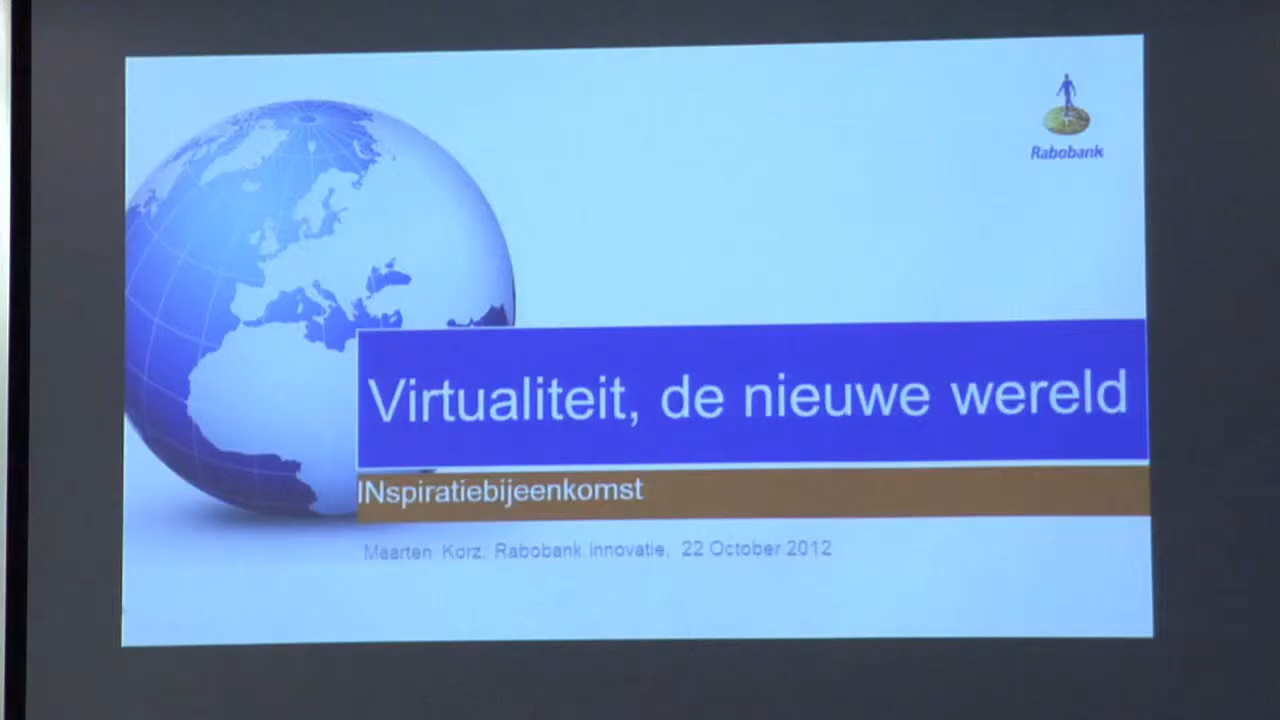 Rabobank
Virtualiteit, de nieuwe wereld
INspiratiebijeenkomst
Maarten Korz. Rabobank Innovatie, 22 October 2012